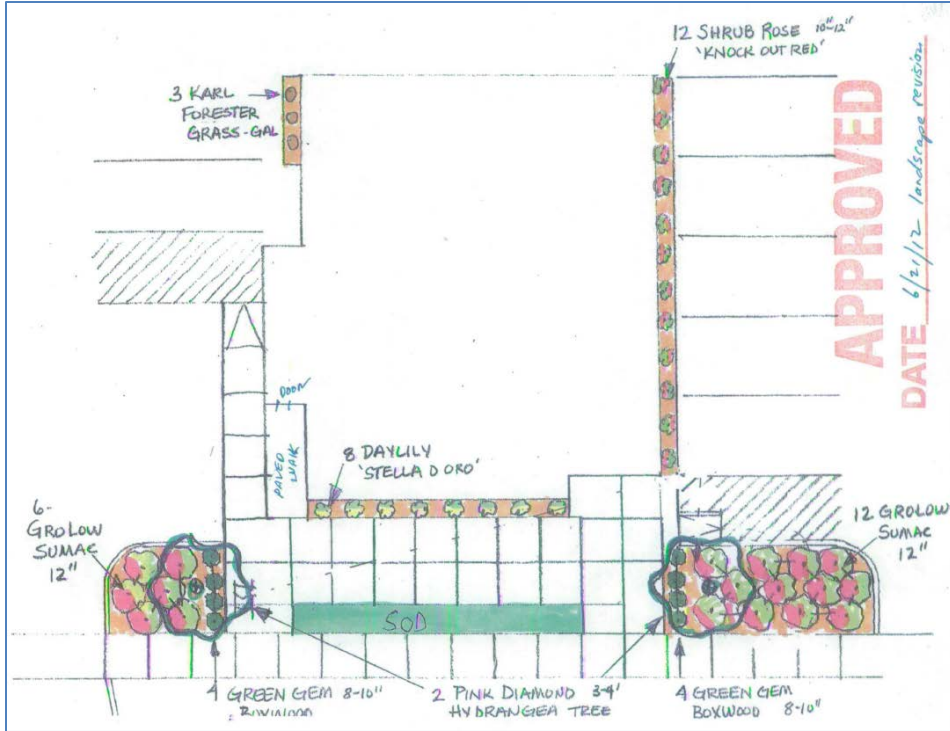 12 SHRUB ROSE 10"-12"
'KNOCK OUT RED'
3 KARL
FORESTER
GRASS-GAL
APPROVED
DATE 6/21/12 landscape revision
DOOR
PAVED
WALK
8 DAYLILY
'STELLA D ORO'
6-
GROLOW
SUMAC
12"
12 GROLOW
SUMAC
12"
SOD
4 GREEN GEM 8-10"
BOXWOOD
2 PINK DIAMOND 3-4'
HYDRANGEA TREE
4 GREEN GEM
BOXWOOD 8-10"